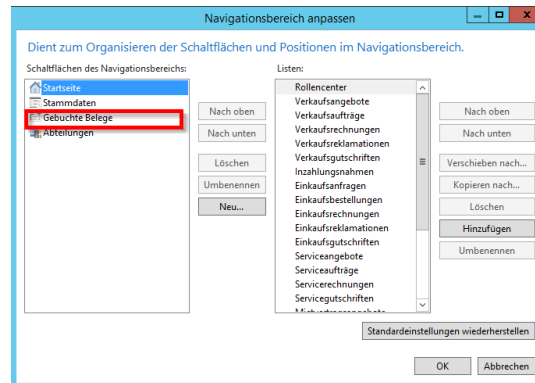 Navigationsbereich anpassen
Dient zum Organisieren der Schaltflächen und Positionen im Navigationsbereich.
Schaltflächen des Navigationsbereichs:
Startseite
Stammdaten
Gebuchte Belege
Abteilungen
Nach oben
Nach unten
Löschen
Umbenennen
Neu...
Listen:
Rollencenter
Verkaufsangebote
Verkaufsaufträge
Verkaufsrechnungen
Verkaufsreklamationen
Verkaufsgutschriften
Inzahlungsnahmen
Einkaufsanfragen
Einkaufsbestellungen
Einkaufsrechnungen
Einkaufsreklamationen
Einkaufsgutschriften
Serviceangebote
Serviceaufträge
Servicerechnungen
Servicegutschriften
Nach oben
Nach unten
Verschieben nach...
Kopieren nach...
Löschen
Hinzufügen
Umbenennen
Standardeinstellungen wiederherstellen
OK
Abbrechen